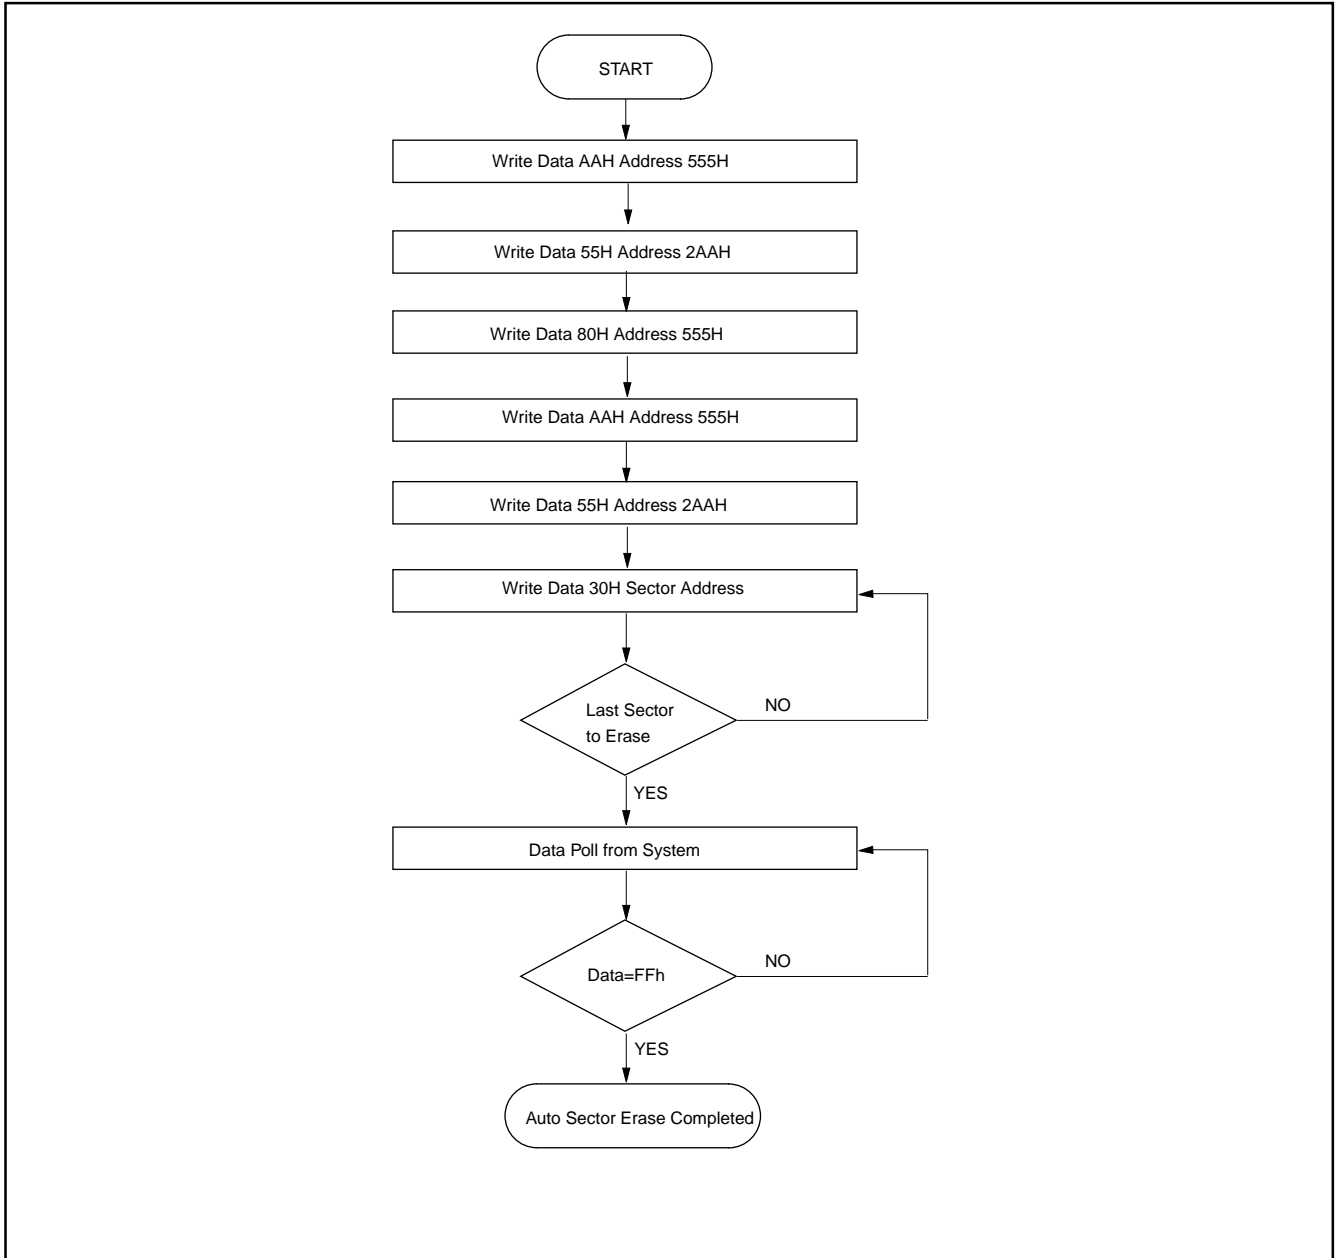 START
Write Data AAH Address 555H
Write Data 55H Address 2AAH
Write Data 80H Address 555H
Write Data AAH Address 555H
Write Data 55H Address 2AAH
Write Data 30H Sector Address
Last Sector
to Erase
NO
YES
Data Poll from System
Data=FFh
NO
YES
Auto Sector Erase Completed